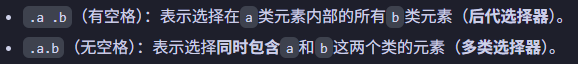 • .a .b（有空格）：表示选择在 a 类元素内部的所有 b 类元素（后代选择器）。
• .a.b（无空格）：表示选择同时包含 a 和 b 这两个类的元素（多类选择器）。